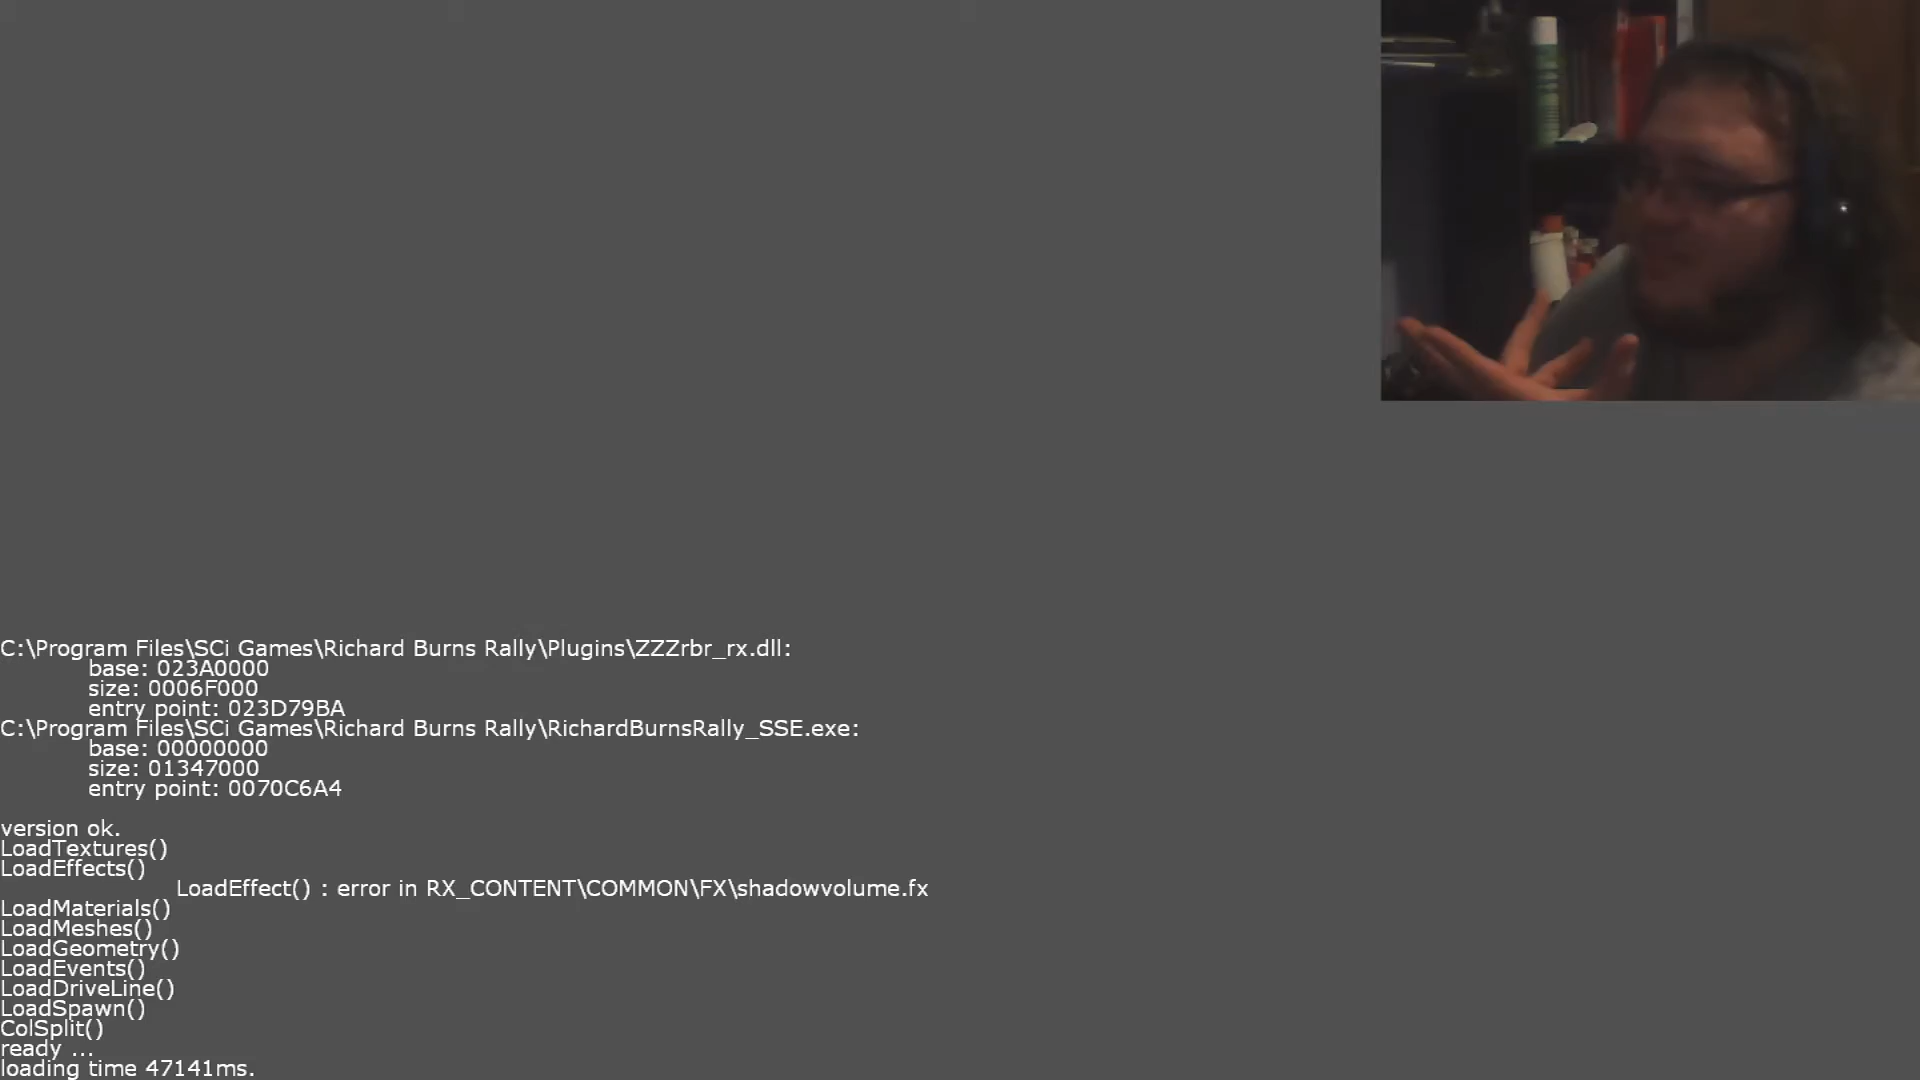 C:\Program Files\SCi Games\Richard Burns Rally\Plugins\ZZZrbr_rx.dll:
base: 023A0000
size: 0006F000
entry point: 023D79BA
C:\Program Files\SCi Games\Richard Burns Rally\RichardBurnsRally_SSE.exe:
base: 00000000
size: 01347000
entry point: 0070C6A4
version ok.
LoadTextures()
LoadEffects()
LoadEffect() : error in RX_CONTENT\COMMON\FX\shadowvolume.fx
LoadMaterials()
LoadMeshes()
LoadGeometry()
LoadEvents()
LoadDriveLine()
LoadSpawn()
ColSplit()
ready ...
loading time 47141ms.